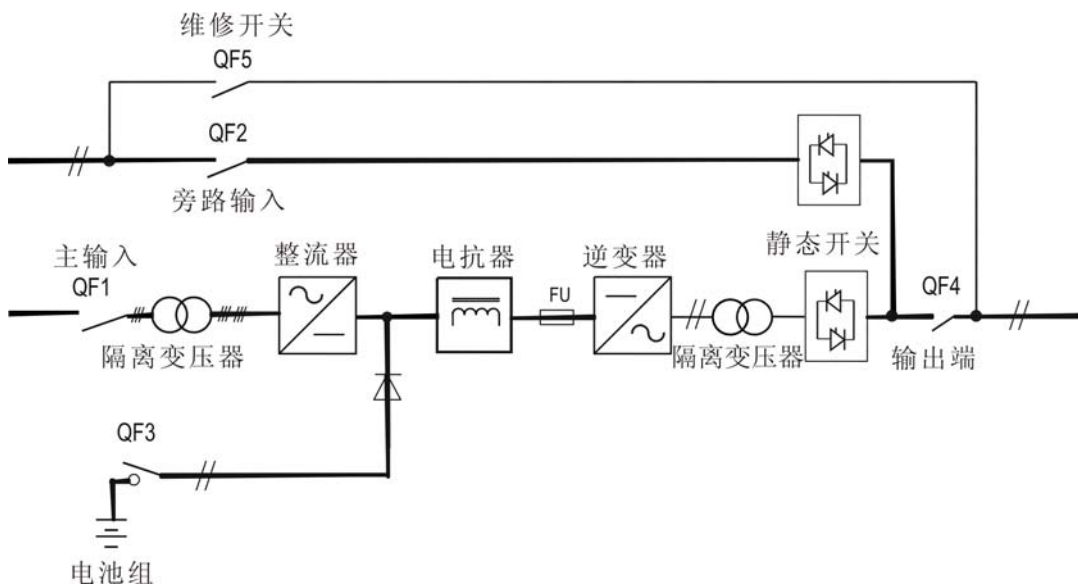 维修开关
QF5
QF2
旁路输入
主输入
QF1
隔离变压器
整流器
电抗器
FU
逆变器
隔离变压器
静态开关
QF4
输出端
QF3
电池组